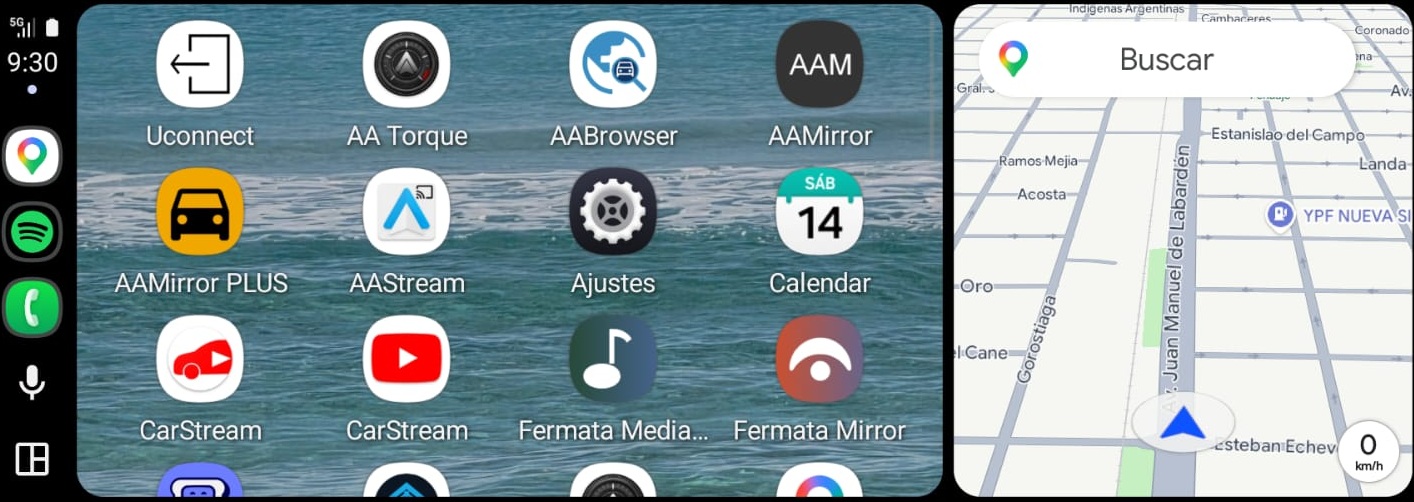 5G
9:30
Uconnect
AA Torque
AABrowser
AAM
AAMirror
AAMirror PLUS
AAStream
Ajustes
SÁB
14
Calendar
CarStream
CarStream
Fermata Media...
Fermata Mirror
Indígenas Argentinas
Cambaceres
Coronado
Buscar
Gral.
Av.
Estanislao del Campo
Ramos Mejia
Landa
Acosta
YPF NUEVA SI
Av. Juan Manuel de Labardén
Oro
Gorostiaga
el Cane
Esteban Echev
0
km/h